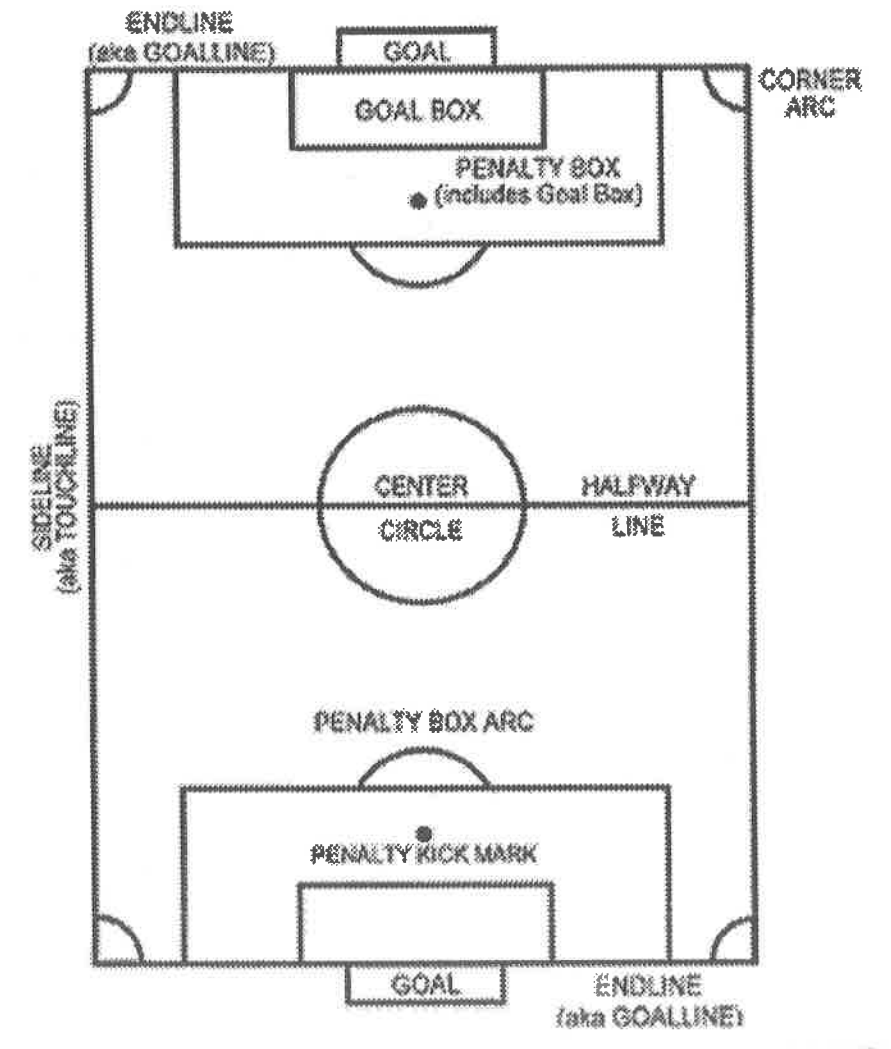 ENDLINE
(aka GOALLINE)
GOAL
CORNER
ARC
GOAL BOX
PENALTY BOX
(includes Goal Box)
SIDELINE
(aka TOUCHLINE)
CENTER
CIRCLE
HALFWAY
LINE
PENALTY BOX ARC
PENALTY KICK MARK
GOAL
ENDLINE
(aka GOALLINE)